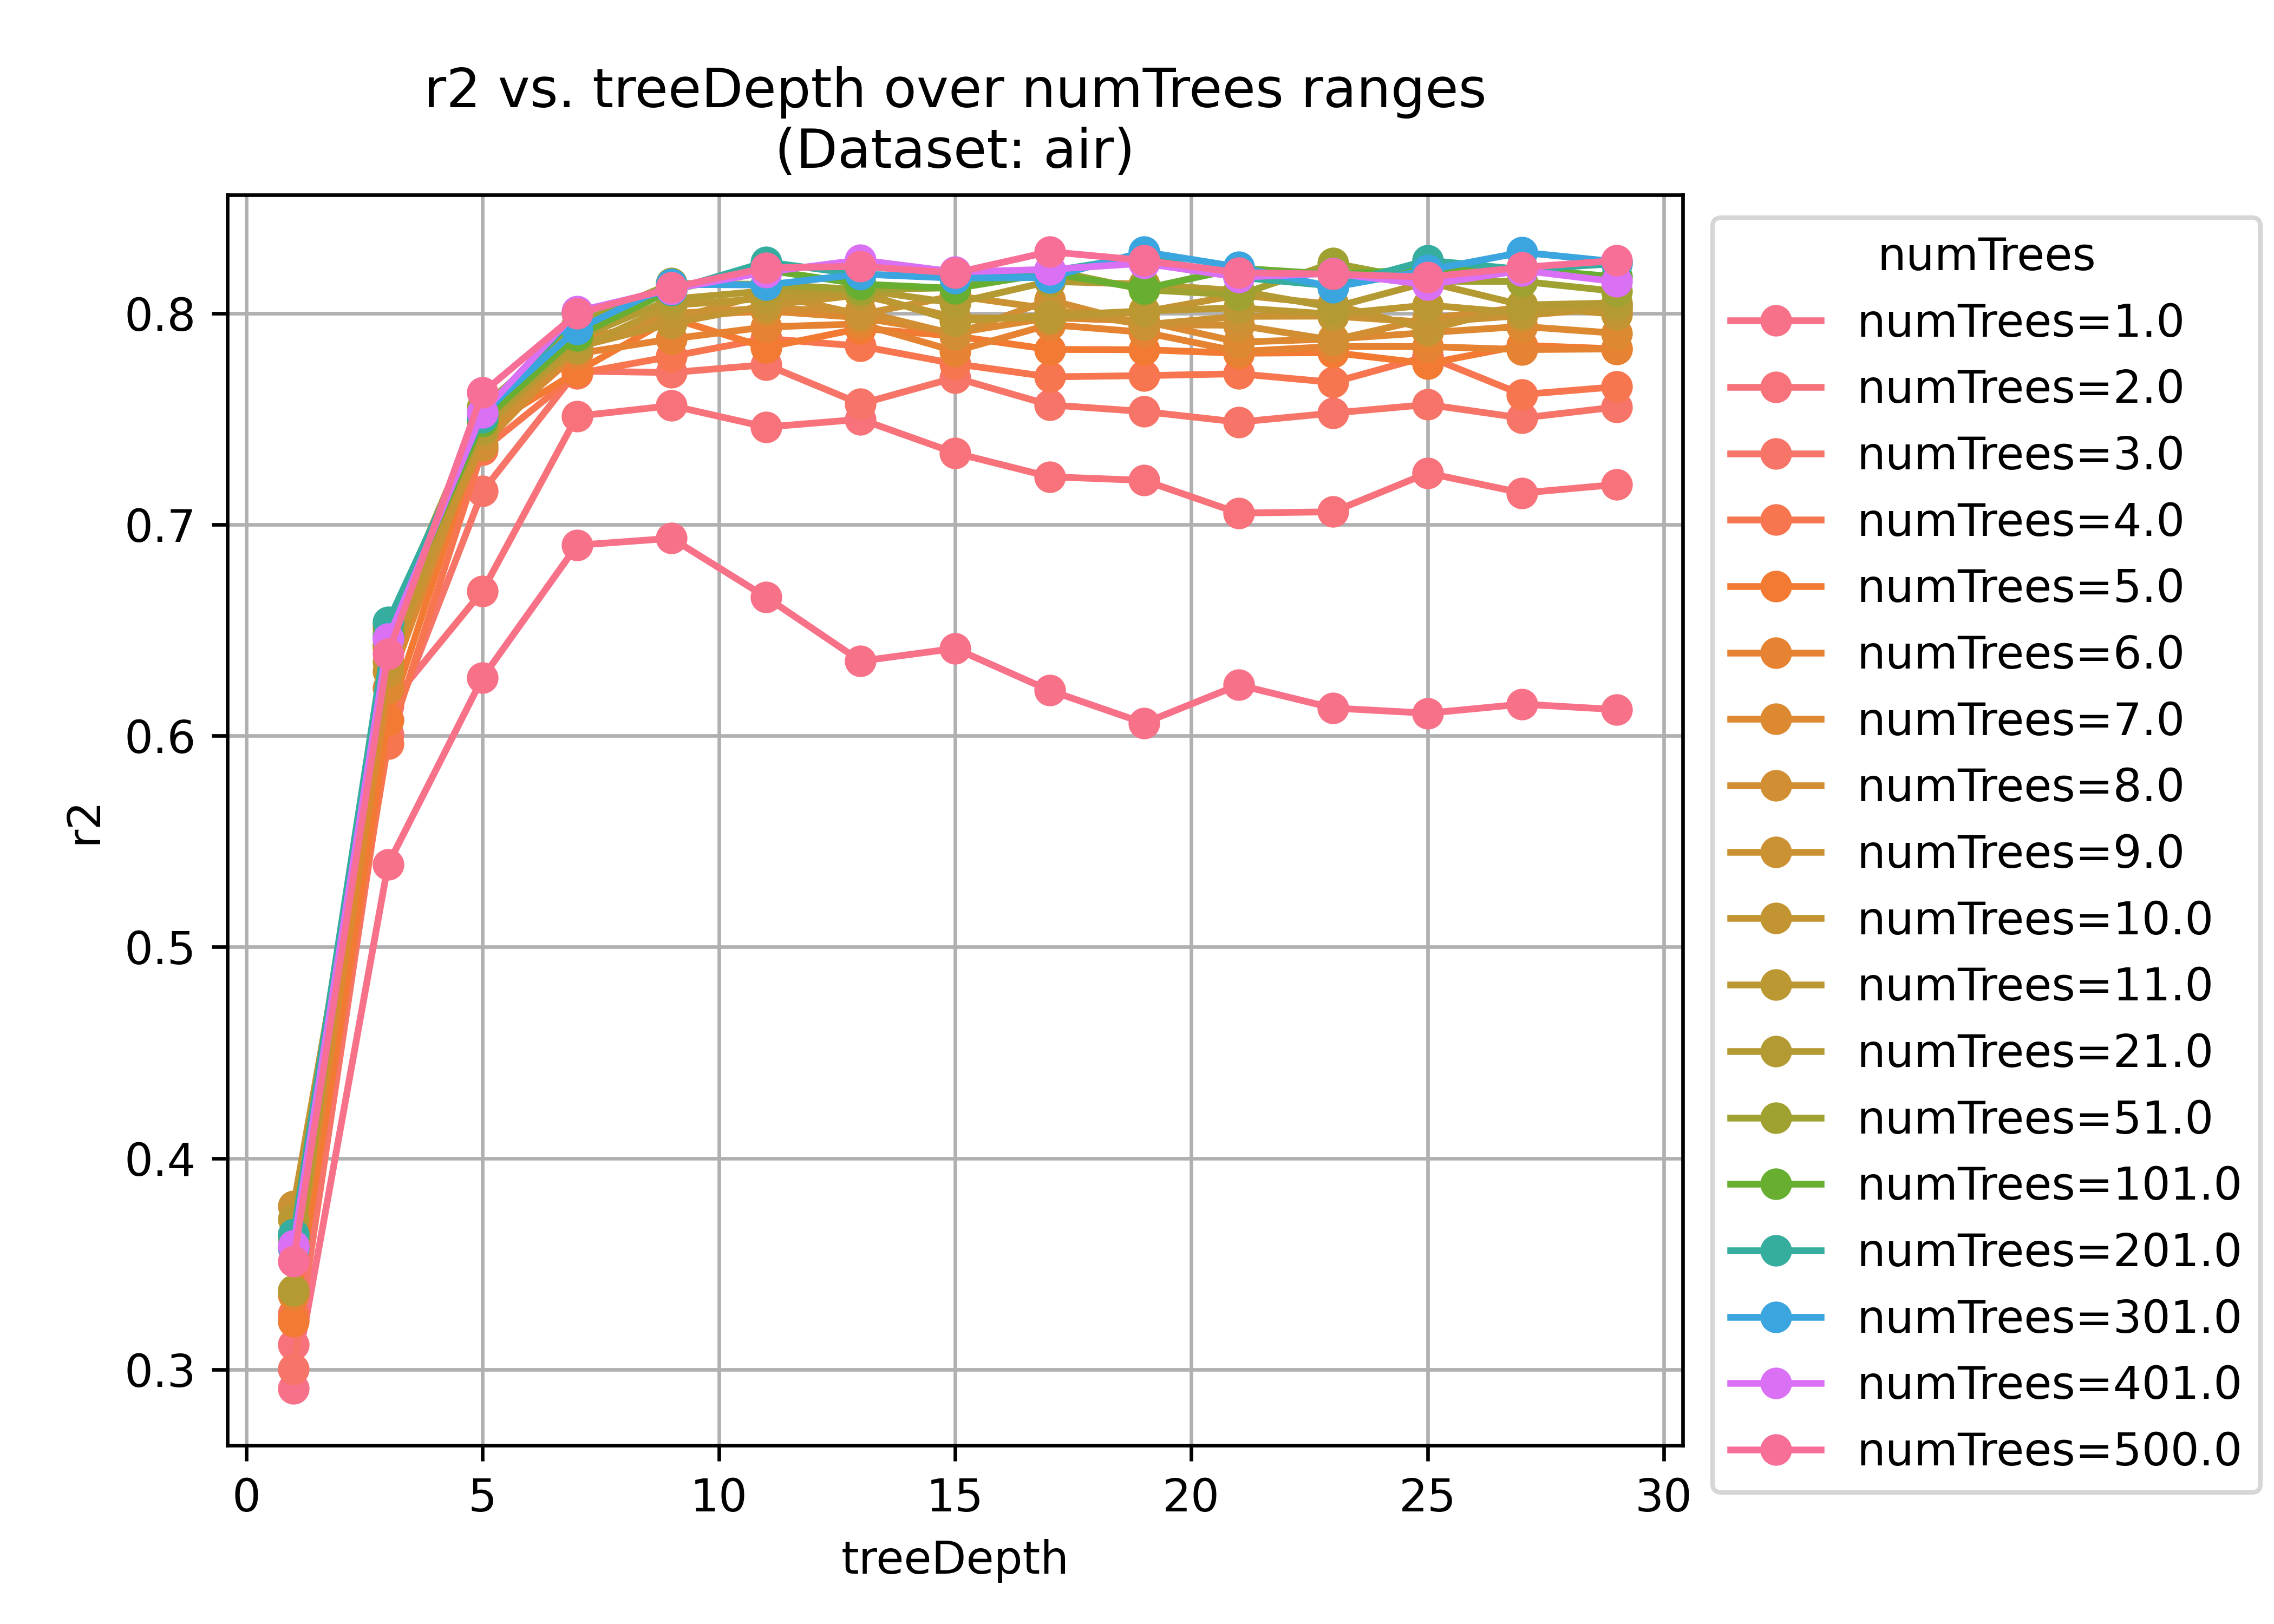 r2 vs. treeDepth over numTrees ranges
(Dataset: air)
r2
0.8
0.7
0.6
0.5
0.4
0.3
0 5 10 15 20 25 30
treeDepth
numTrees
numTrees=1.0
numTrees=2.0
numTrees=3.0
numTrees=4.0
numTrees=5.0
numTrees=6.0
numTrees=7.0
numTrees=8.0
numTrees=9.0
numTrees=10.0
numTrees=11.0
numTrees=21.0
numTrees=51.0
numTrees=101.0
numTrees=201.0
numTrees=301.0
numTrees=401.0
numTrees=500.0